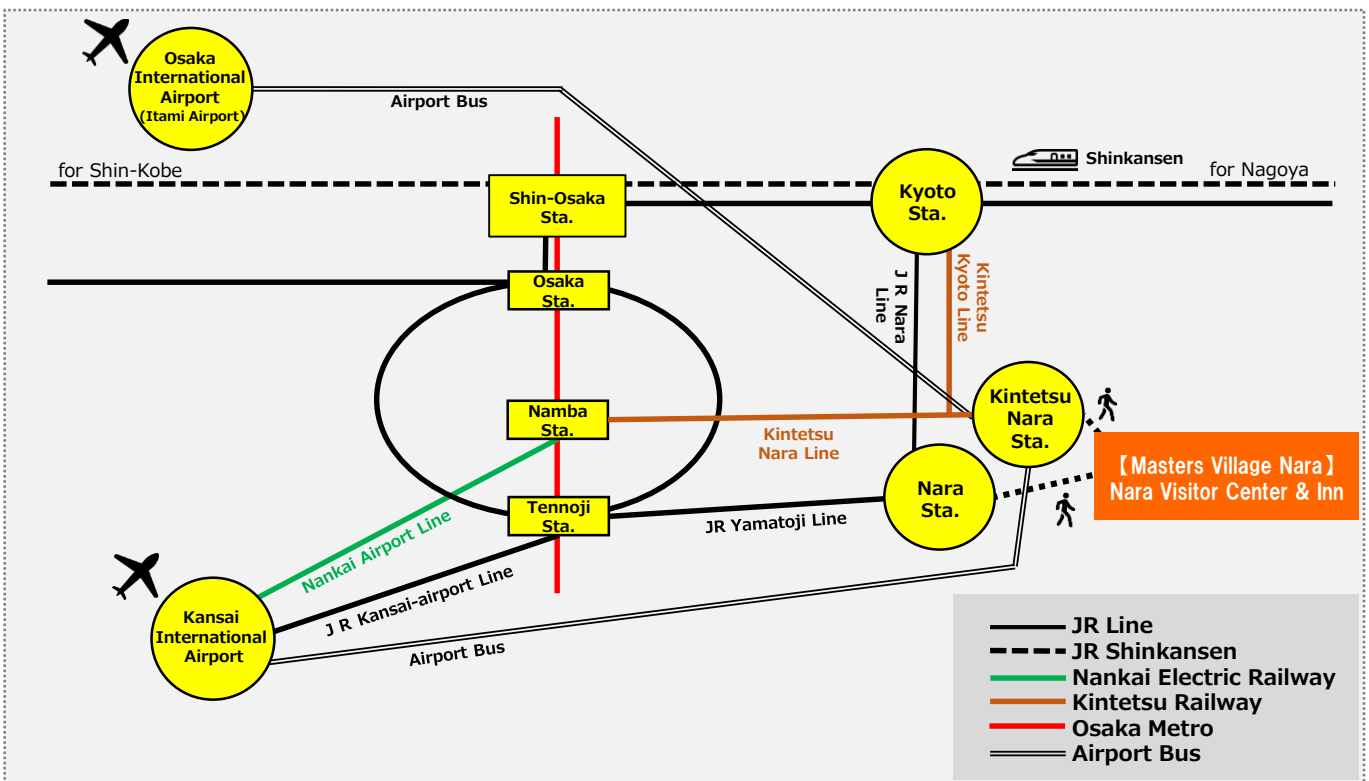 Osaka
International
Airport
(Itami Airport)
Airport Bus
for Shin-Kobe
Shinkansen
for Nagoya
Shin-Osaka
Sta.
Kyoto
Sta.
Osaka
Sta.
J R Nara
Line
Kintetsu
Kyoto Line
Namba
Sta.
Kintetsu
Nara Line
Kintetsu
Nara
Sta.
【Masters Village Nara】
Nara Visitor Center & Inn
Nara
Sta.
Tennoji
Sta.
JR Yamatoji Line
Nankai Airport Line
J R Kansai-airport Line
Kansai
International
Airport
Airport Bus
JR Line
JR Shinkansen
Nankai Electric Railway
Kintetsu Railway
Osaka Metro
Airport Bus